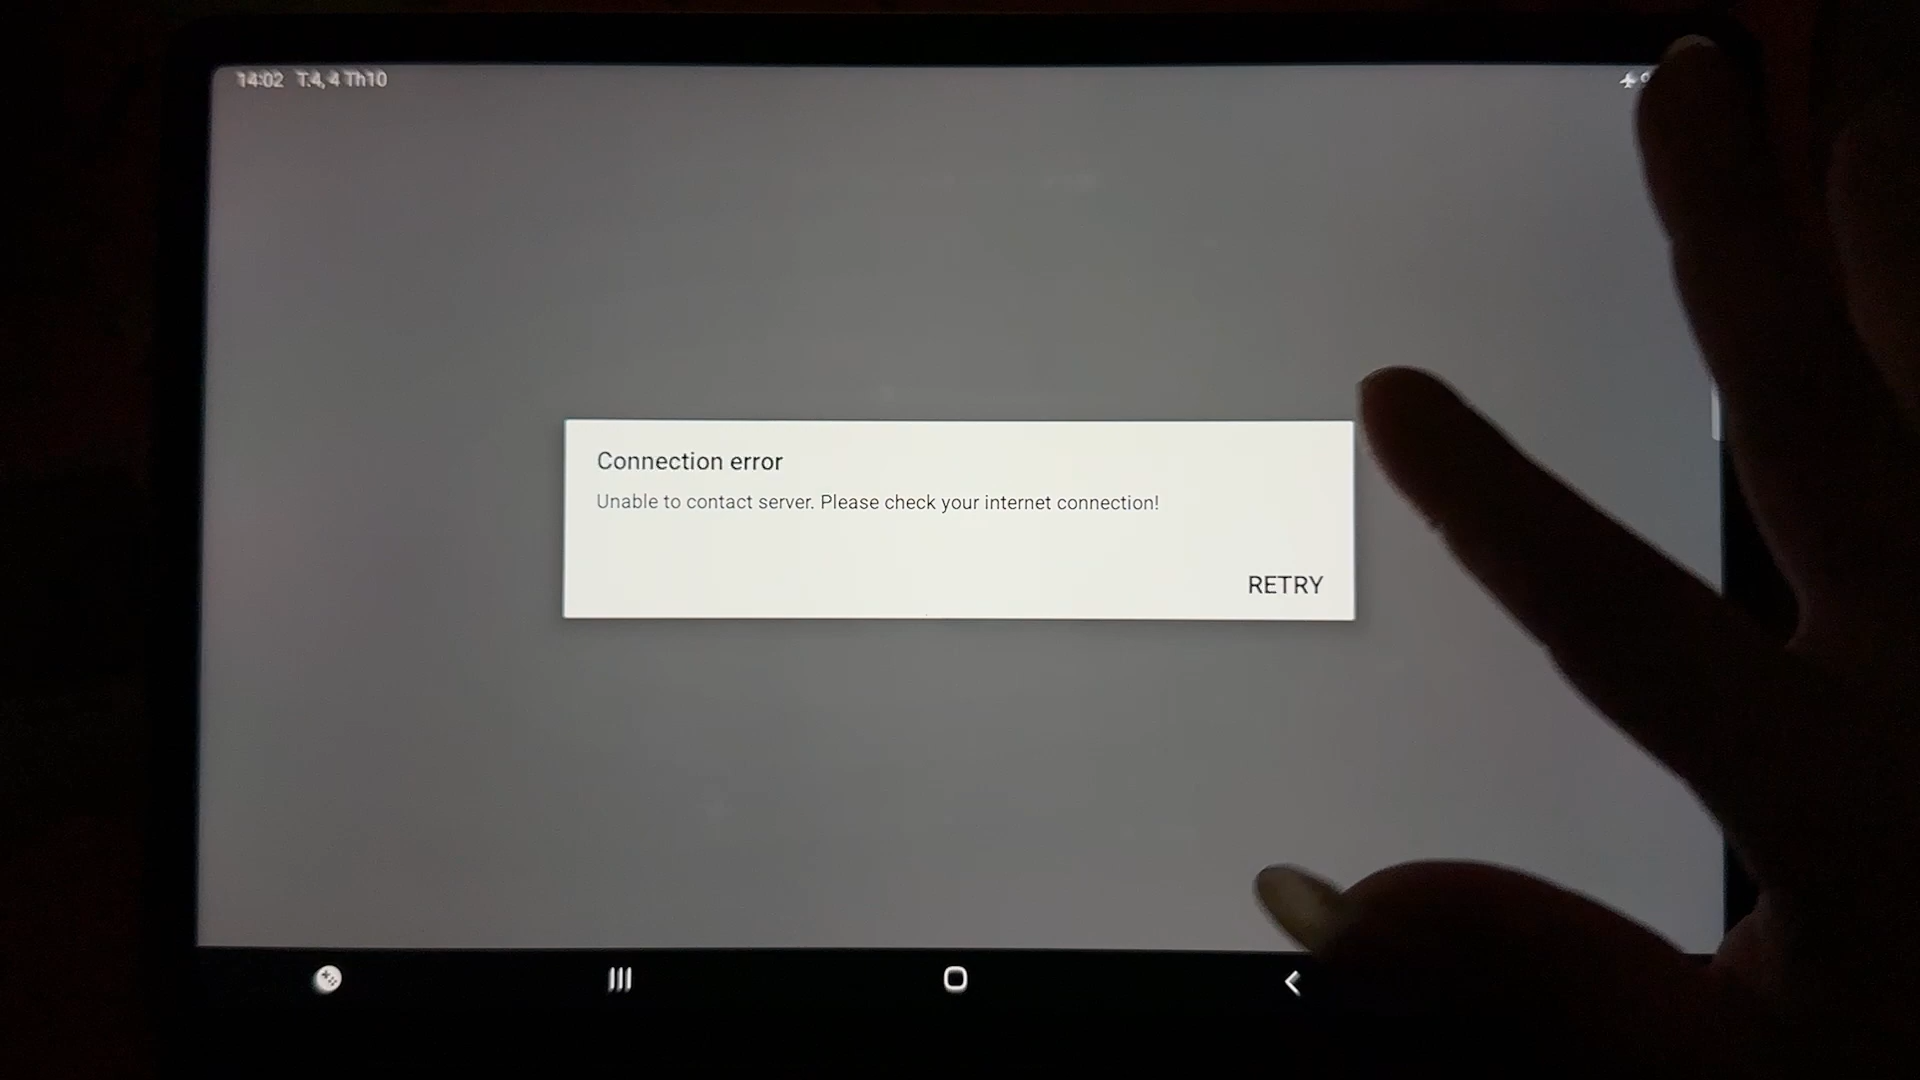 14:02 T.4, 4 Th10
Connection error
Unable to contact server. Please check your internet connection!
RETRY